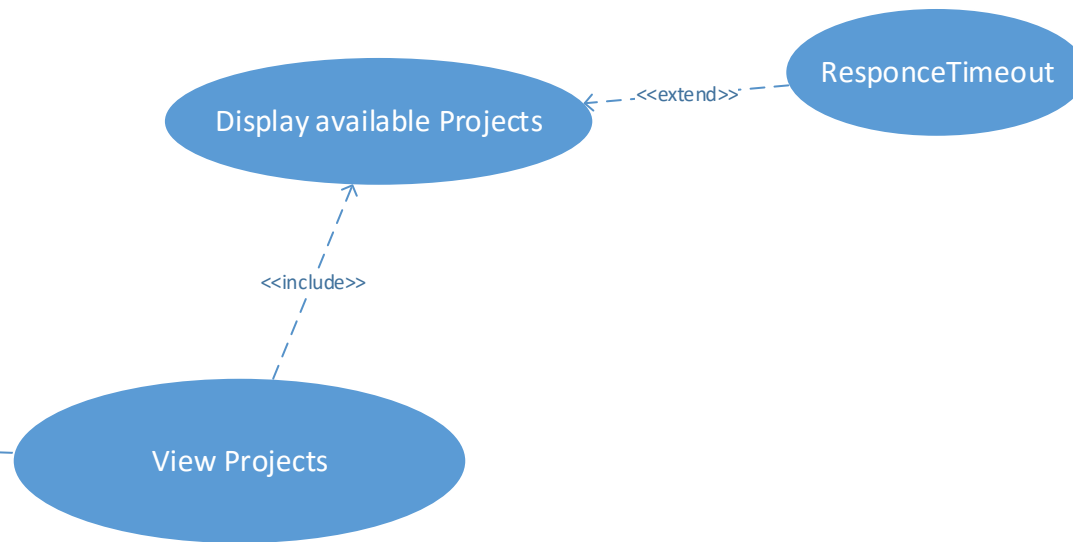 ResponceTimeout
<<extend>>
Display available Projects
<<include>>
View Projects